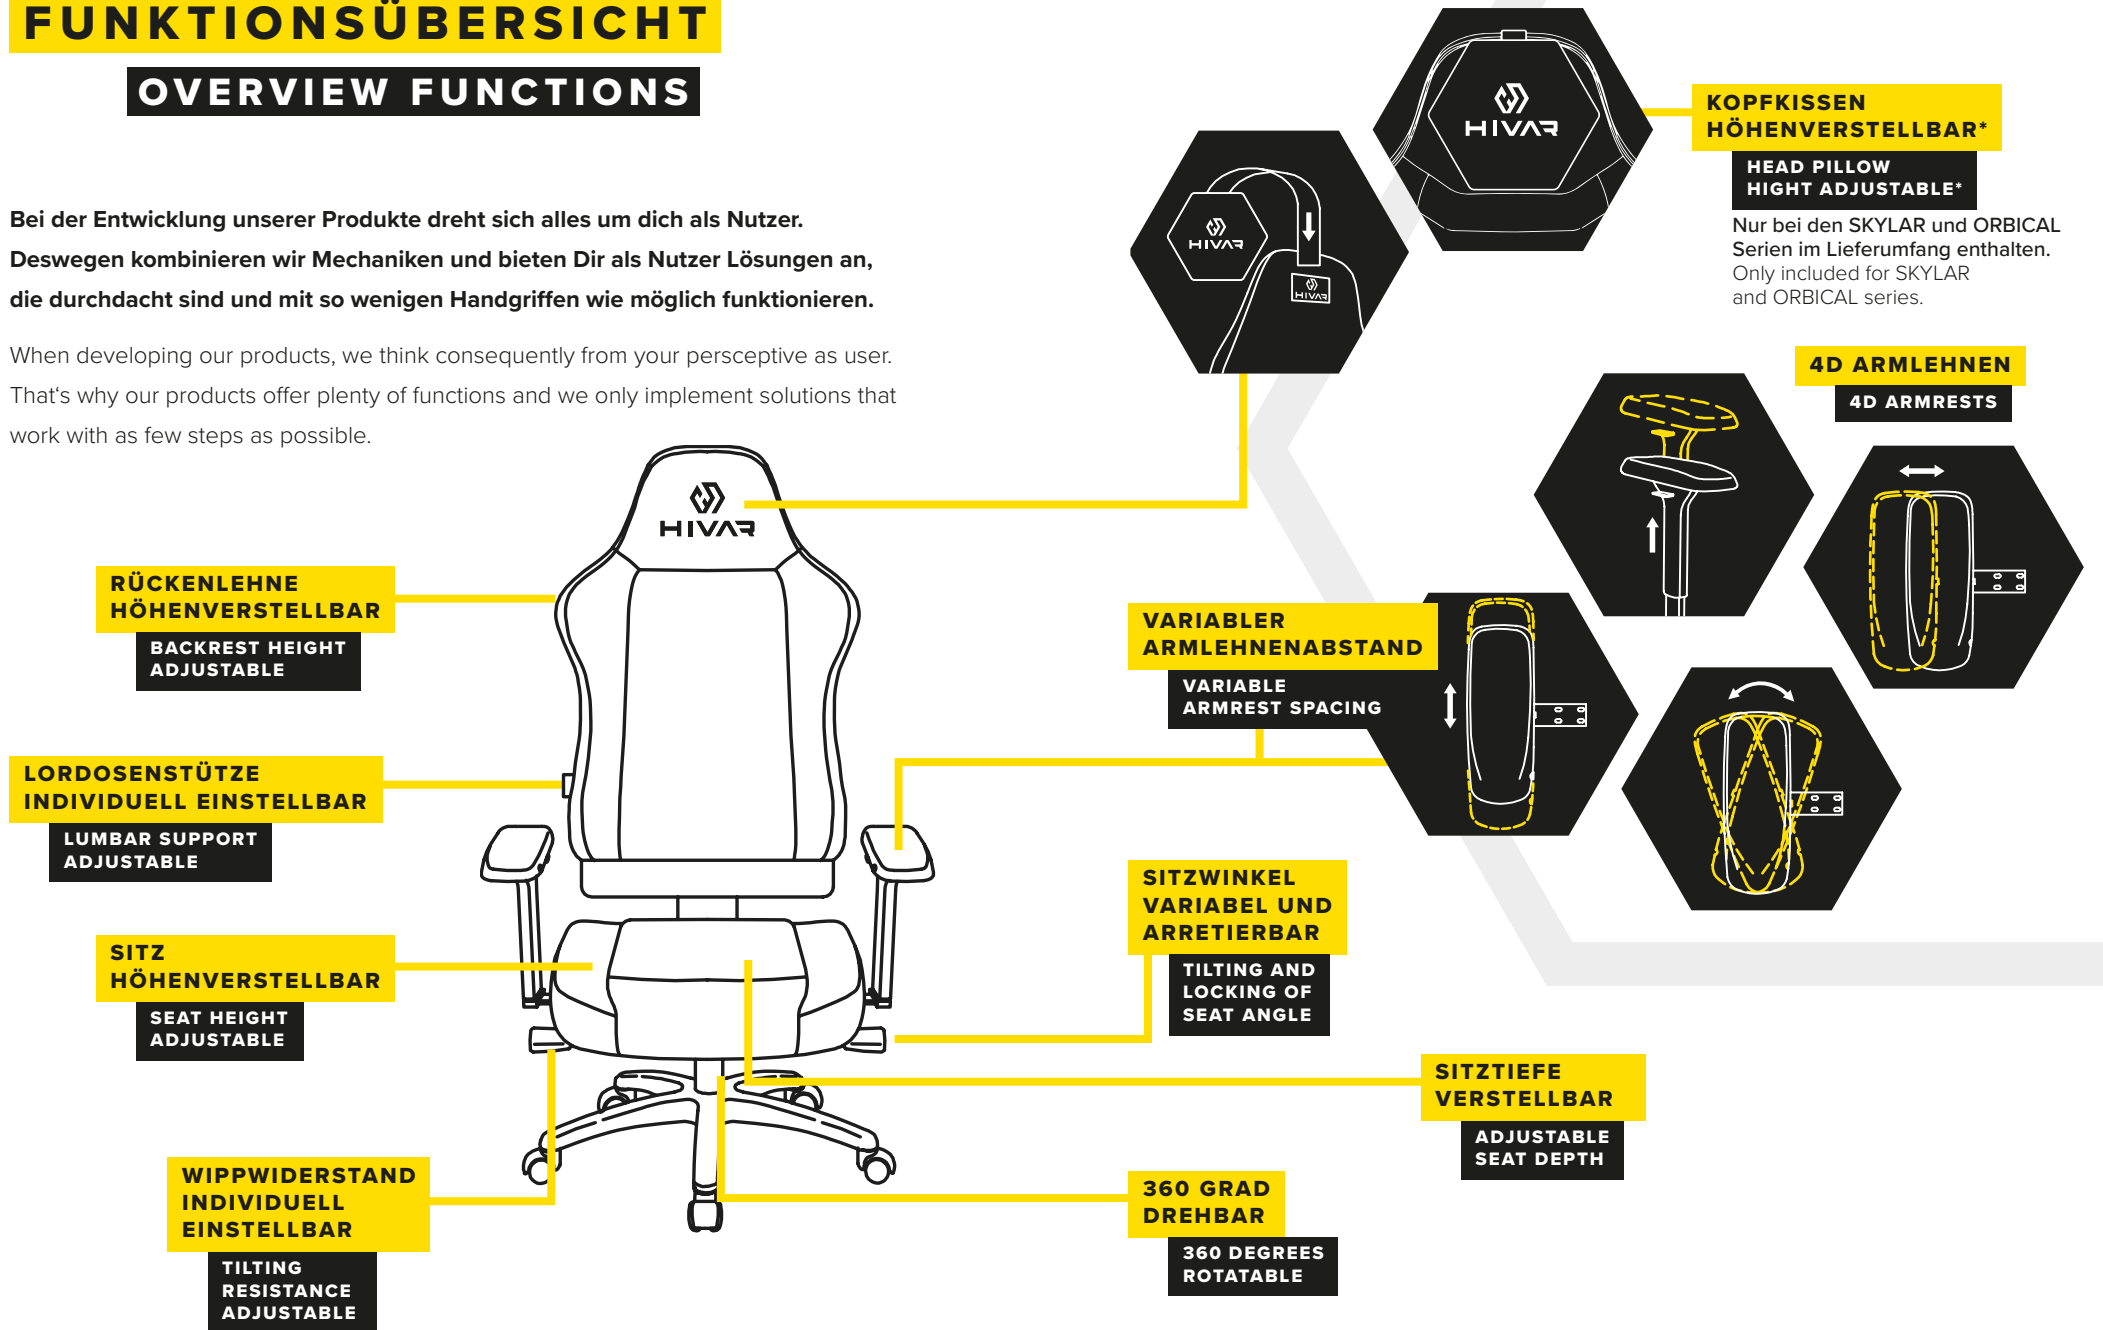 FUNKTIONSÜBERSICHT
OVERVIEW FUNCTIONS
Bei der Entwicklung unserer Produkte dreht sich alles um dich als Nutzer.
Deswegen kombinieren wir Mechaniken und bieten Dir als Nutzer Lösungen an,
die durchdacht sind und mit so wenigen Handgriffen wie möglich funktionieren.
When developing our products, we think consequently from your persceptive as user.
That's why our products offer plenty of functions and we only implement solutions that
work with as few steps as possible.
HIVAR
HIVAR
HIVAR
KOPFKISSEN
HÖHENVERSTELLBAR*
HEAD PILLOW
HIGHT ADJUSTABLE*
Nur bei den SKYLAR und ORBICAL
Serien im Lieferumfang enthalten.
Only included for SKYLAR
and ORBICAL series.
4D ARMLEHNEN
4D ARMRESTS
HIVAR
RÜCKENLEHNE
HÖHENVERSTELLBAR
BACKREST HEIGHT
ADJUSTABLE
VARIABLER
ARMLEHNENABSTAND
VARIABLE
ARMREST SPACING
LORDOSENSTÜTZE
INDIVIDUELL EINSTELLBAR
LUMBAR SUPPORT
ADJUSTABLE
SITZWINKEL
VARIABEL UND
ARRETIERBAR
TILTING AND
LOCKING OF
SEAT ANGLE
SITZ
HÖHENVERSTELLBAR
SEAT HEIGHT
ADJUSTABLE
SITZTIEFE
VERSTELLBAR
ADJUSTABLE
SEAT DEPTH
WIPPWIDERSTAND
INDIVIDUELL
EINSTELLBAR
TILTING
RESISTANCE
ADJUSTABLE
360 GRAD
DREHBAR
360 DEGREES
ROTATABLE